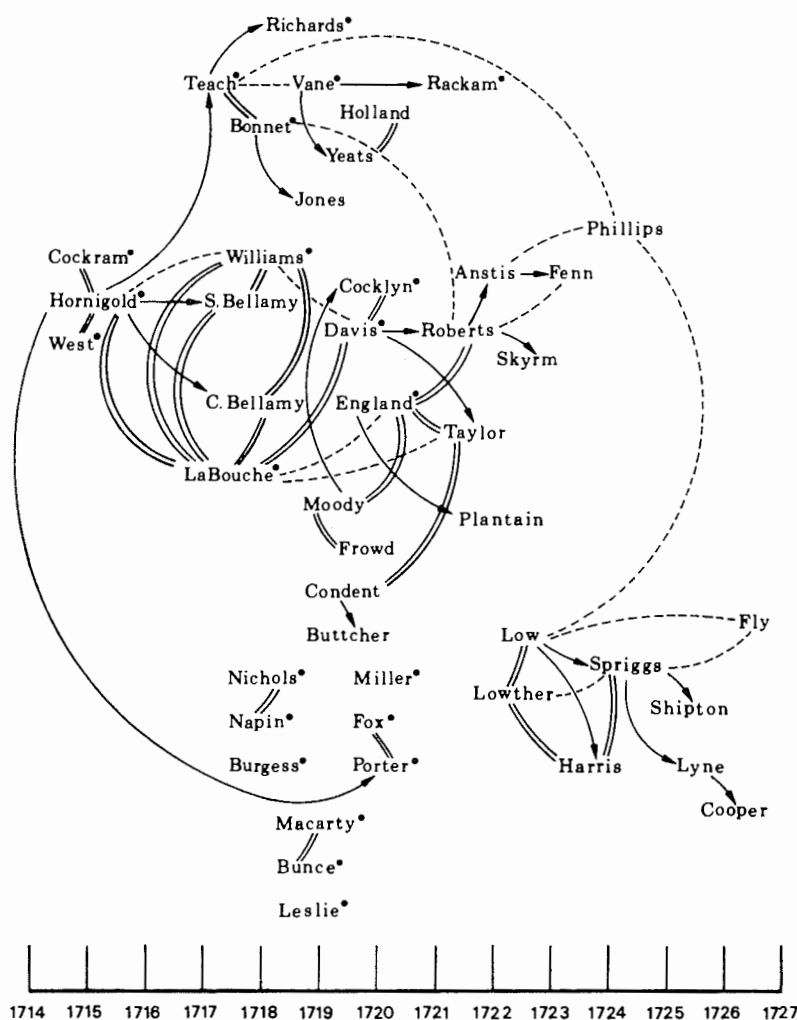 Richards•
Teach• Vane• Rackam•
Holland
Bonnet•
Yeats
Jones
Phillips
Cockram• Williams•
Anstis Fenn
Cocklyn•
Hornigold• S.Bellamy
Davis• Roberts
West•
Skyrm
C.Bellamy England•
Taylor
LaBouche•
Moody
Plantain
Frowd
Condent
Fly
Buttcher Low
Spriggs
Nichols• Miller•
Lowther
Shipton
Napin• Fox•
Burgess• Porter• Harris Lyne
Cooper
Macarty•
Bunce•
Leslie•
1714 1715 1716 1717 1718 1719 1720 1721 1722 1723 1724 1725 1726 1727